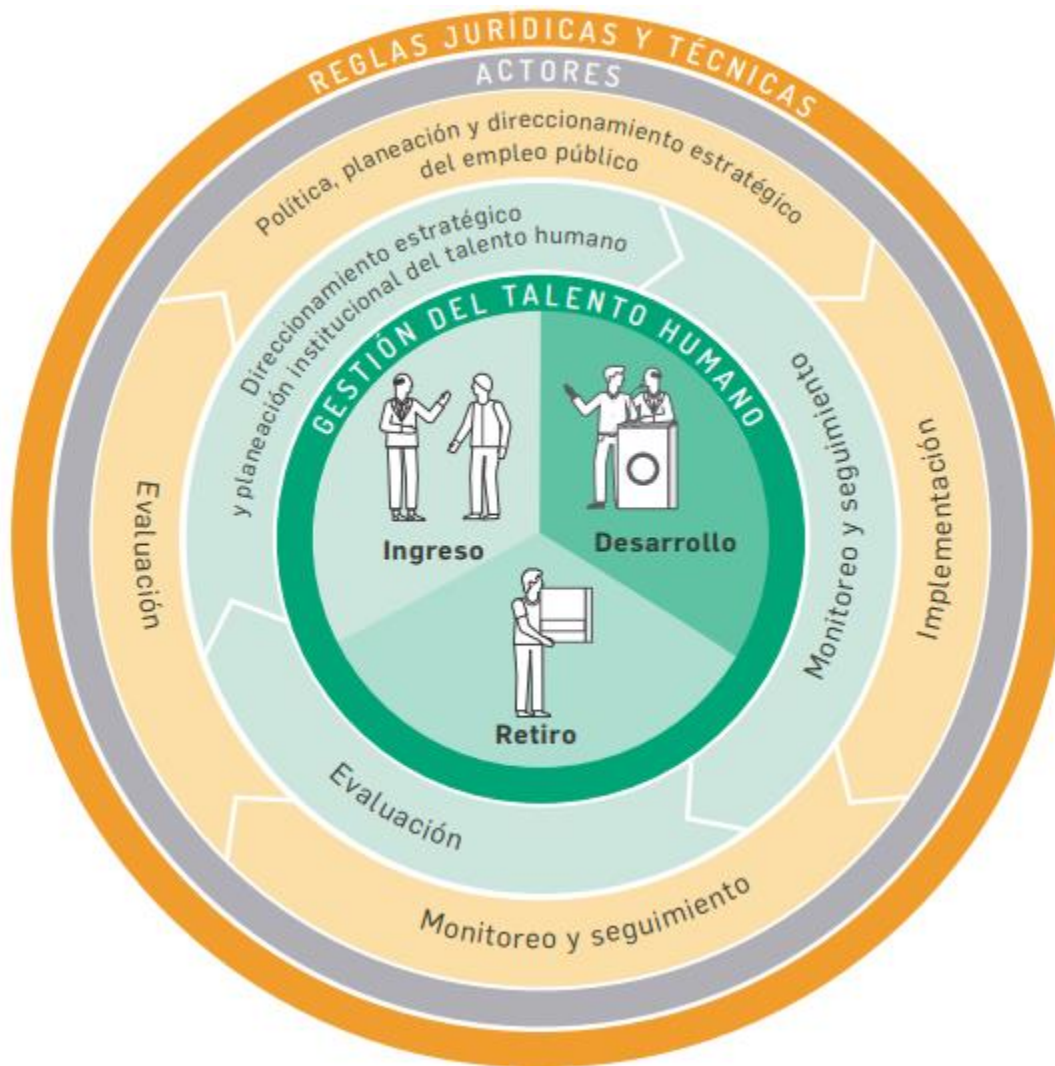 REGLAS JURÍDICAS Y TÉCNICAS
ACTORES
Política, planeación y direccionamiento estratégico
del empleo público
Implementación
Monitoreo y seguimiento
Evaluación
Direccionamiento estratégico
y planeación institucional del talento humano
Monitoreo y seguimiento
Evaluación
GESTIÓN DEL TALENTO HUMANO
Ingreso
Desarrollo
Retiro